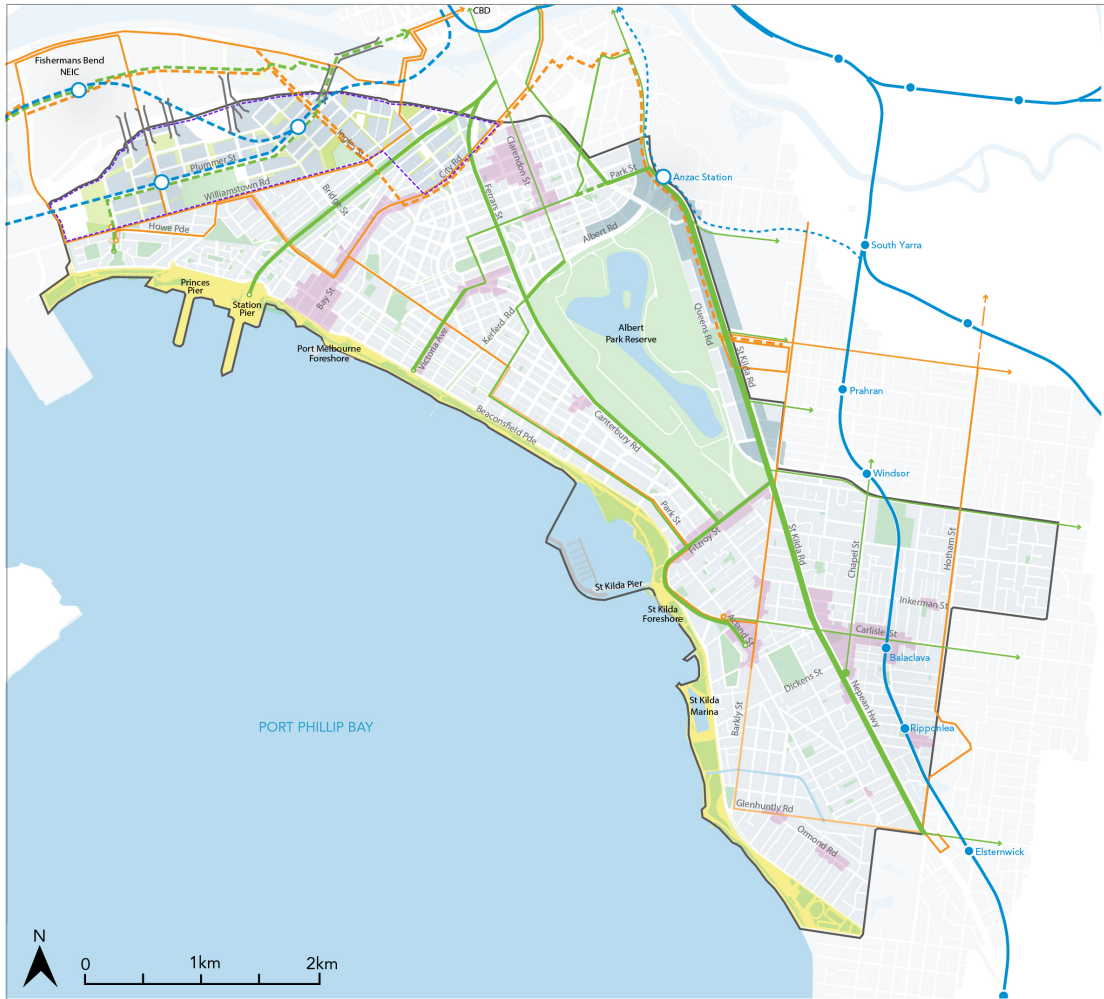 CBD
Fishermans Bend
NEIC
Plummer St
Ingles St
City Rd
Clarendon St
Park St
Anzac Station
Williamstown Rd
Bridge St
Ferrars St
Howe Pde
Albert Rd
South Yarra
Princes
Pier
Station
Pier
Bay St
Kerferd Rd
Queens Rd
Albert
Park Reserve
Port Melbourne
Foreshore
Victoria Ave
St Kilda Rd
Prahran
Beaconsfield Pde
Canterbury Rd
Windsor
Park St
Fitzroy St
St Kilda Rd
Chapel St
Hotham St
St Kilda Pier
St Kilda
Foreshore
Inkerman St
Acland St
Carlisle St
Balaclava
Dickens St
Nepean Hwy
St Kilda
Marina
Barkly St
Ripponlea
PORT PHILLIP BAY
Glenhuntly Rd
Ormond Rd
Elsternwick
N
0
1km
2km